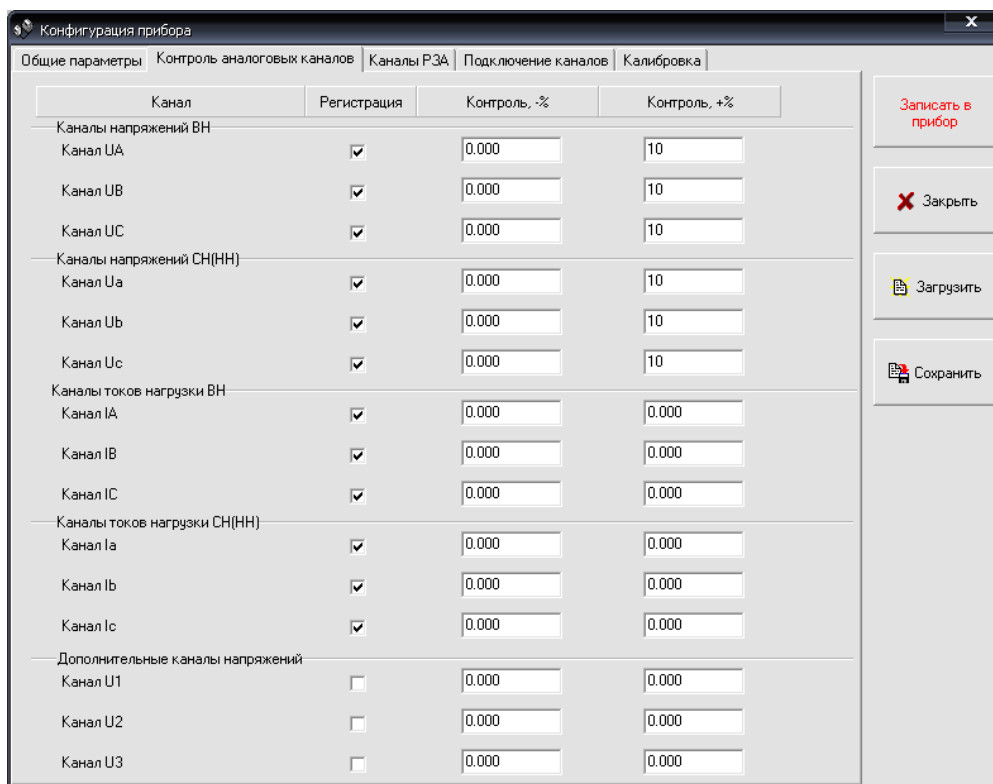 Конфигурация прибора
x
Общие параметры Контроль аналоговых каналов Каналы РЗА Подключение каналов Калибровка
Канал Регистрация Контроль, -% Контроль, +%
Каналы напряжений ВН
Канал UA 0.000 10
Канал UB 0.000 10
Канал UC 0.000 10
Каналы напряжений СН(НН)
Канал Ua 0.000 10
Канал Ub 0.000 10
Канал Uc 0.000 10
Каналы токов нагрузки ВН
Канал IA 0.000 0.000
Канал IB 0.000 0.000
Канал IC 0.000 0.000
Каналы токов нагрузки СН(НН)
Канал Ia 0.000 0.000
Канал Ib 0.000 0.000
Канал Ic 0.000 0.000
Дополнительные каналы напряжений
Канал U1 0.000 0.000
Канал U2 0.000 0.000
Канал U3 0.000 0.000
Записать в
прибор
Закрыть
Загрузить
Сохранить